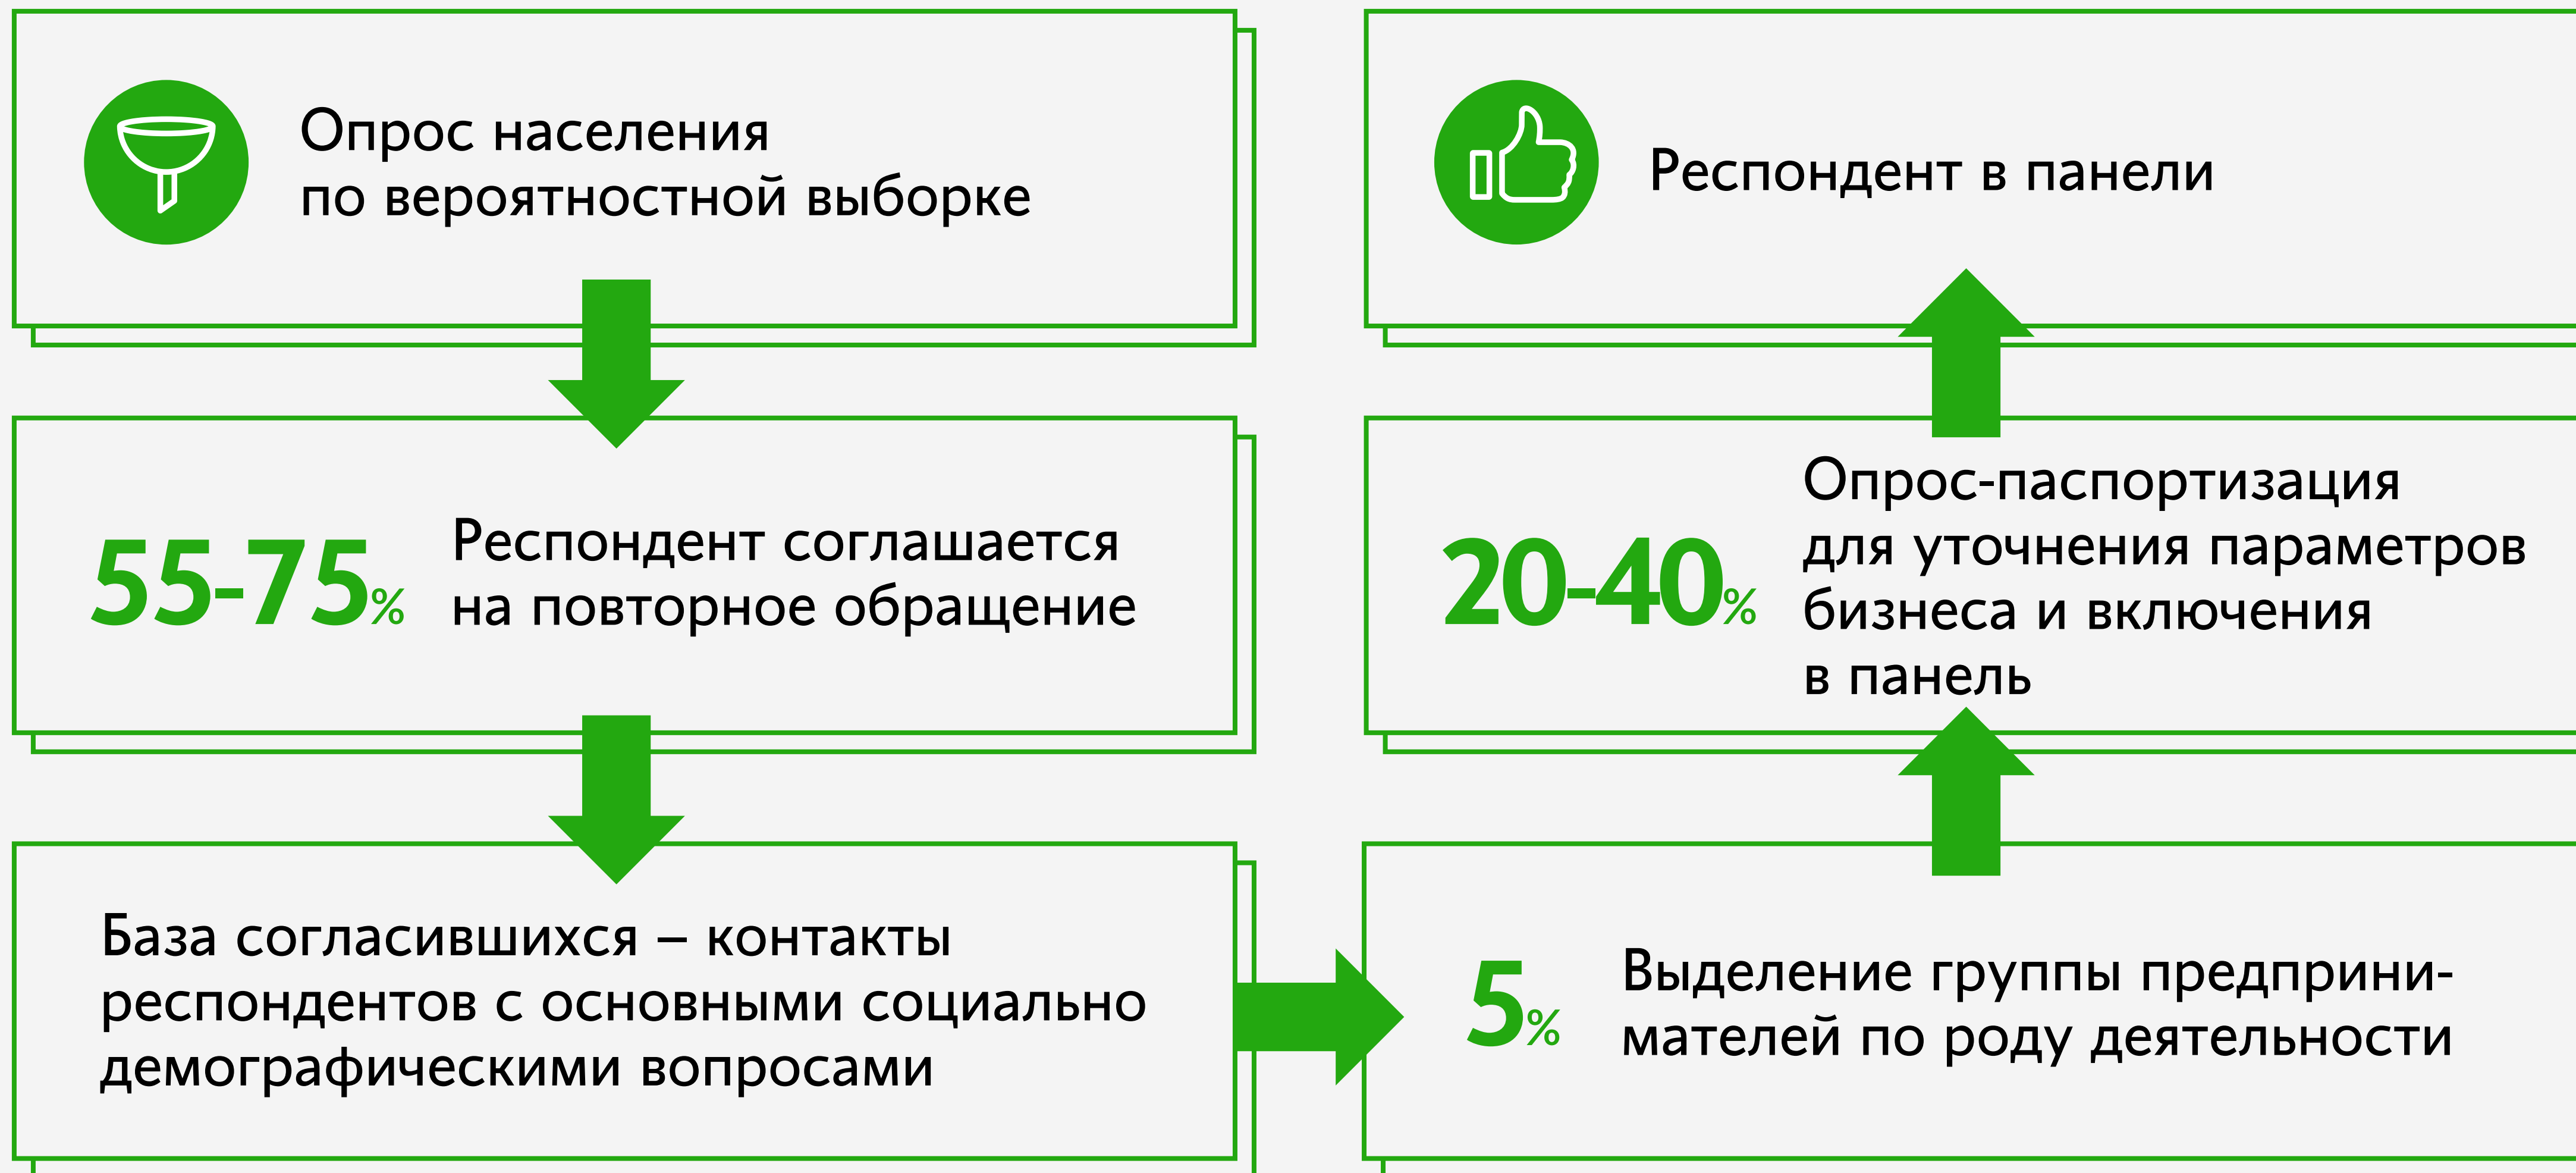 Опрос населения
по вероятностной выборке
55-75%
Респондент соглашается
на повторное обращение
База согласившихся – контакты
респондентов с основными социально
демографическими вопросами
5%
Выделение группы предприни-
мателей по роду деятельности
20-40%
Опрос-паспортизация
для уточнения параметров
бизнеса и включения
в панель
Респондент в панели